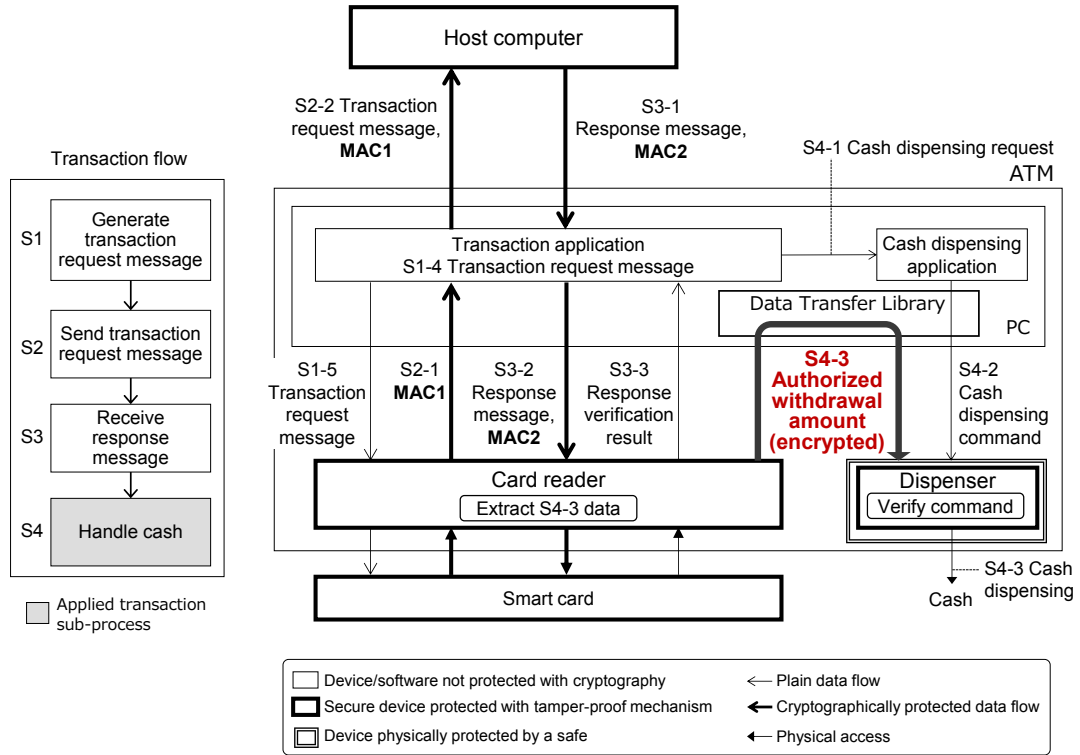 Host computer
S2-2 Transaction
request message,
MAC1
S3-1
Response message,
MAC2
S4-1 Cash dispensing request
ATM
Transaction flow
S1
Generate
transaction
request message
S2
Send transaction
request message
S3
Receive
response
message
S4
Handle cash
Applied transaction
sub-process
Transaction application
S1-4 Transaction request message
Cash dispensing
application
Data Transfer Library
PC
S1-5
Transaction
request
message
S2-1
MAC1
S3-2
Response
message,
MAC2
S3-3
Response
verification
result
S4-3
Authorized
withdrawal
amount
(encrypted)
S4-2
Cash
dispensing
command
Card reader
Extract S4-3 data
Dispenser
Verify command
Smart card
S4-3 Cash
dispensing
Cash
Device/software not protected with cryptography
Secure device protected with tamper-proof mechanism
Device physically protected by a safe
Plain data flow
Cryptographically protected data flow
Physical access